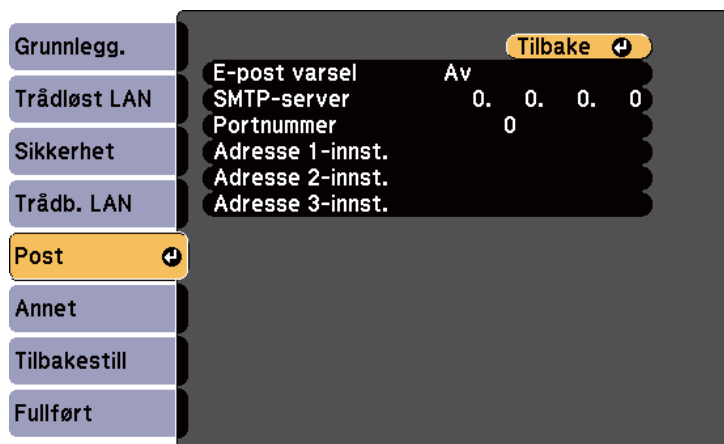 Grunnlegg.
Trådløst LAN
Sikkerhet
Trådb. LAN
Post
Annet
Tilbakestill
Fullført
Tilbake
E-post varsel Av
SMTP-server 0. 0. 0. 0
Portnummer 0
Adresse 1-innst.
Adresse 2-innst.
Adresse 3-innst.